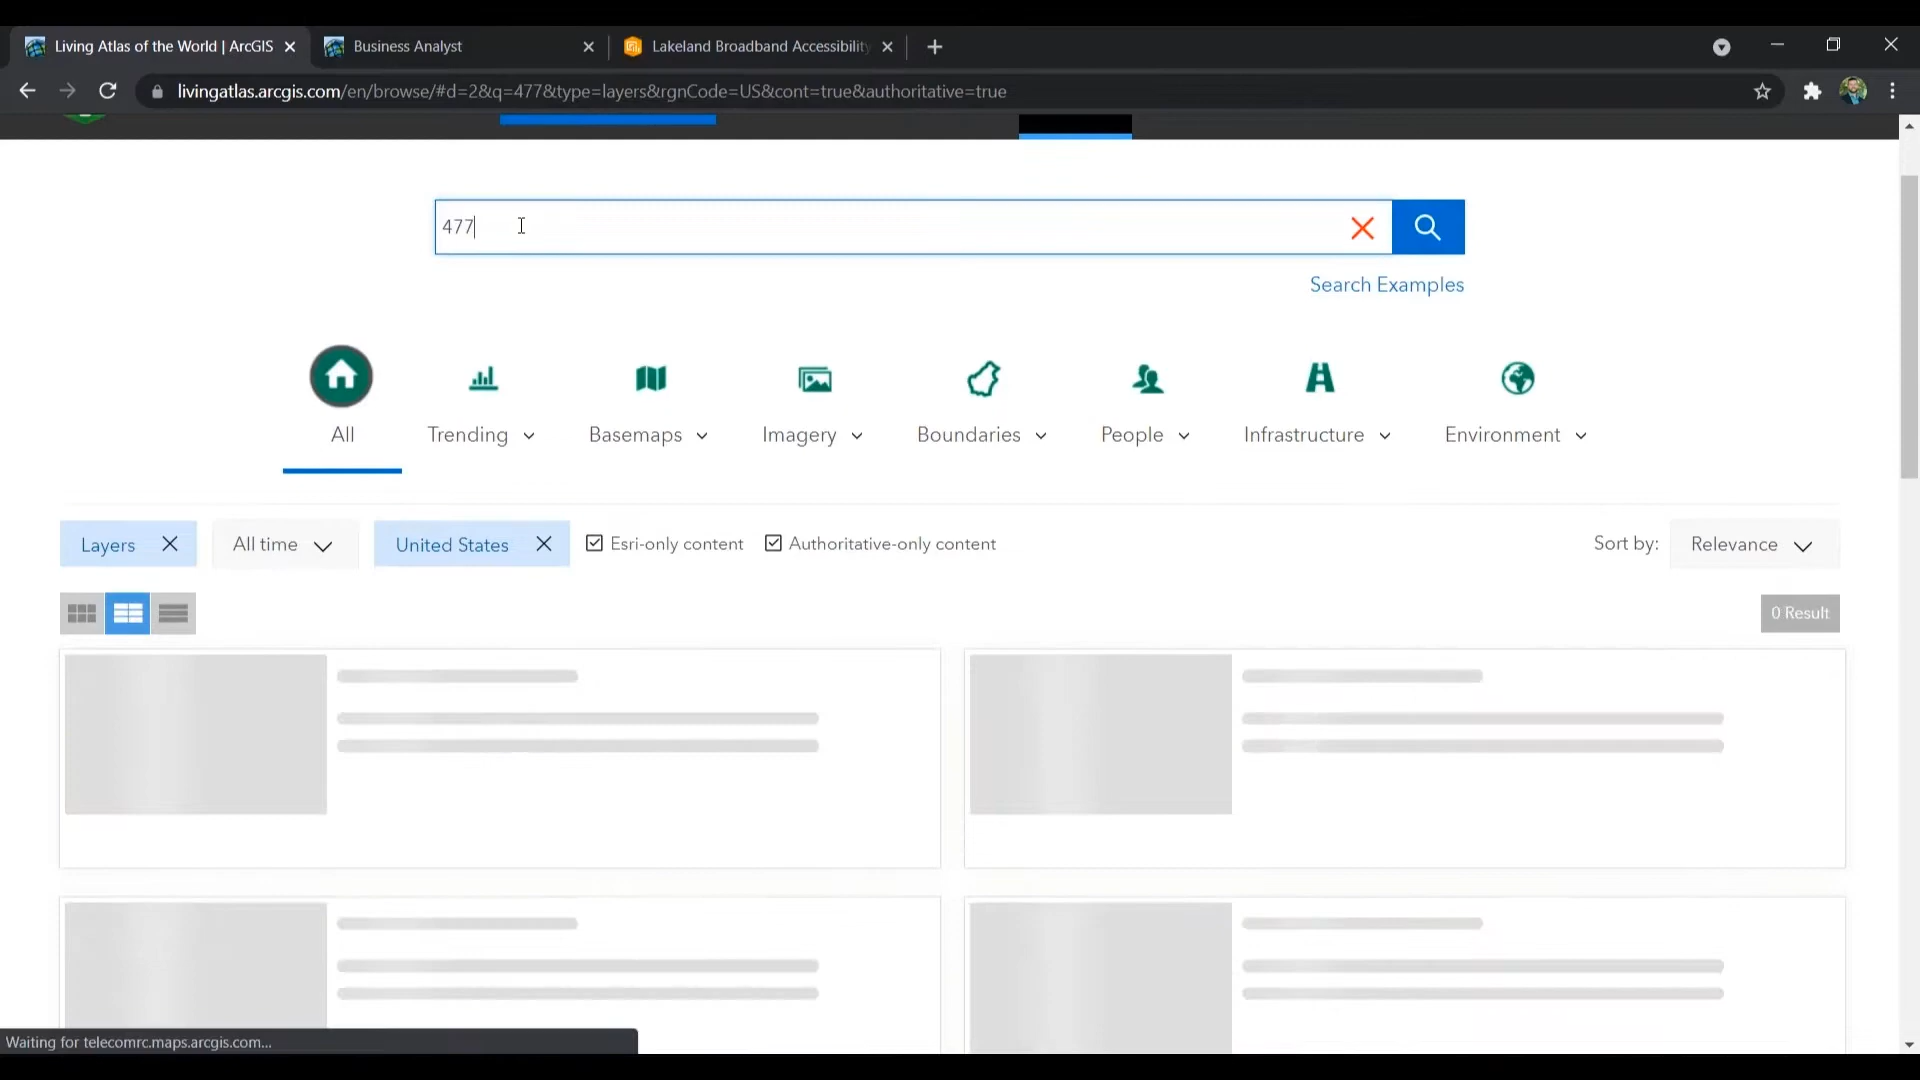 Living Atlas of the World | ArcGIS
Business Analyst
Lakeland Broadband Accessibility
livingatlas.arcgis.com/en/browse/#d=2&q=477&type=layers&rgnCode=US&cont=true&authoritative=true
477
Search Examples
All
Trending
Basemaps
Imagery
Boundaries
People
Infrastructure
Environment
Layers
All time
United States
Esri-only content
Authoritative-only content
Sort by:
Relevance
0 Result
Waiting for telecomrc.maps.arcgis.com...